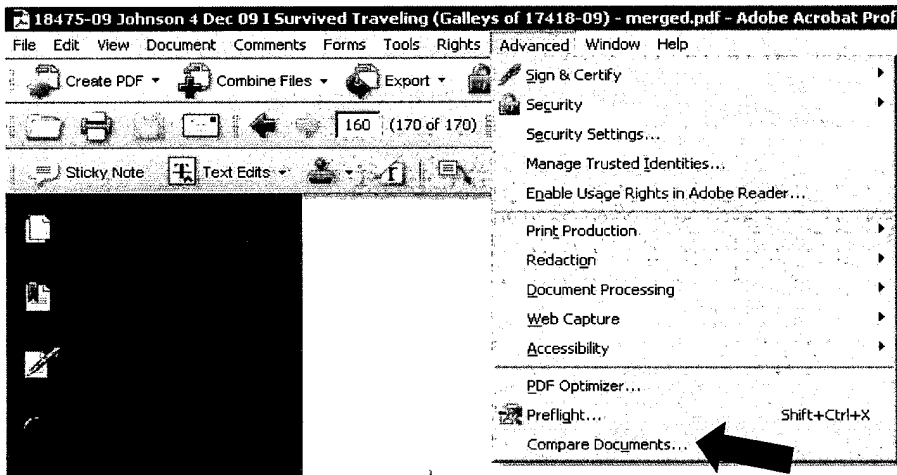 18475-09 Johnson 4 Dec 09 I Survived Traveling (Galleys of 17418-09) - merged.pdf - Adobe Acrobat Prof
File Edit View Document Comments Forms Tools Rights Advanced Window Help
Create PDF Combine Files Export
160 (170 of 170)
Sticky Note Text Edits
Sign & Certify
Security
Security Settings...
Manage Trusted Identities...
Enable Usage Rights in Adobe Reader...
Print Production
Redaction
Document Processing
Web Capture
Accessibility
PDF Optimizer...
Preflight... Shift+Ctrl+X
Compare Documents...